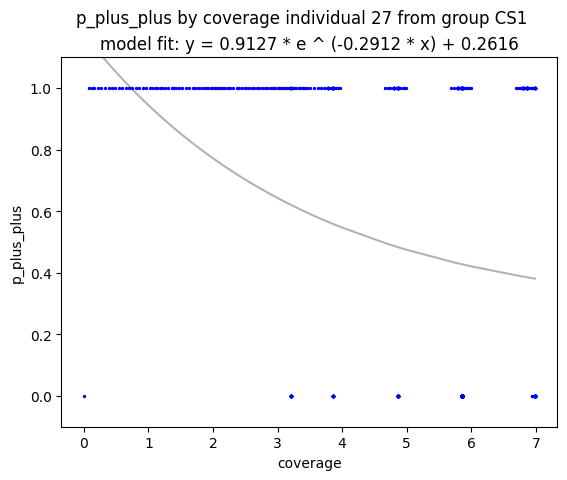 p_plus_plus by coverage individual 27 from group CS1
model fit: y = 0.9127 * e ^ (-0.2912 * x) + 0.2616
1.0
0.8
0.6
0.4
0.2
0.0
p_plus_plus
0 1 2 3 4 5 6 7
coverage